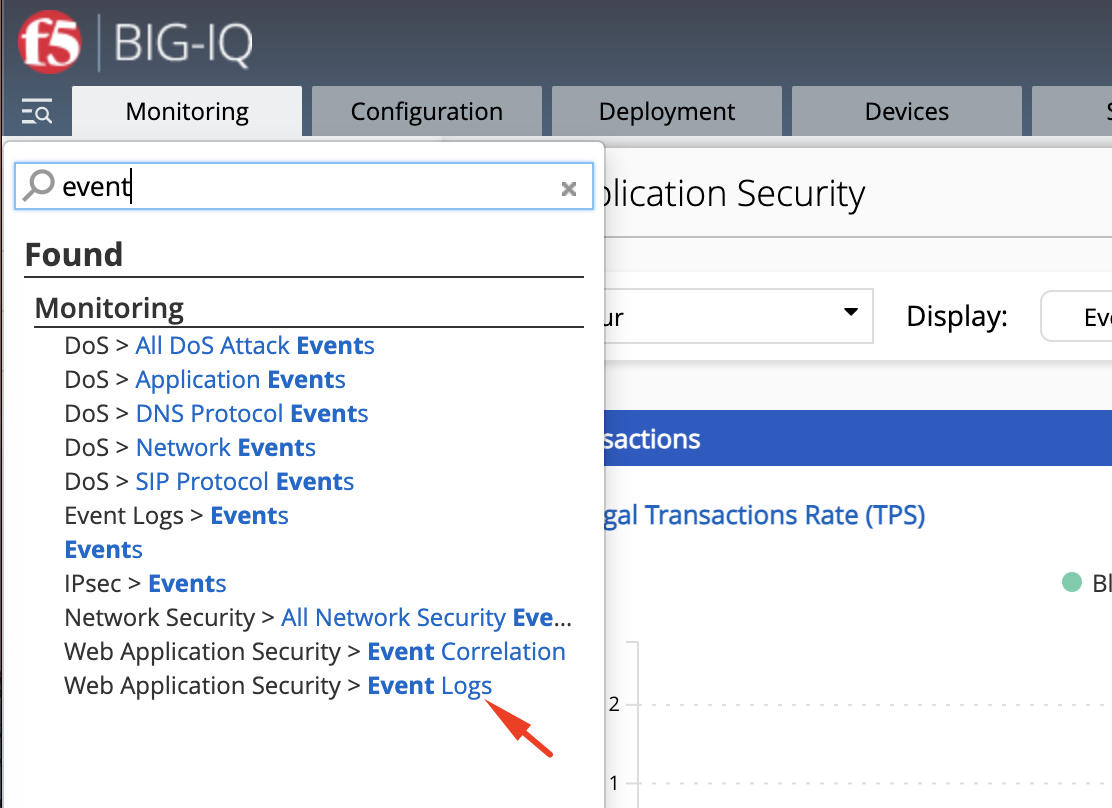 f5 BIG-IQ
Monitoring Configuration Deployment Devices
event
plication Security
Found
Monitoring
ur Display: Eve
DoS > All DoS Attack Events
DoS > Application Events
DoS > DNS Protocol Events
sactions
DoS > Network Events
DoS > SIP Protocol Events
Event Logs > Events
gal Transactions Rate (TPS)
Events
IPsec > Events
Bl
Network Security > All Network Security Eve...
Web Application Security > Event Correlation
Web Application Security > Event Logs
2
1